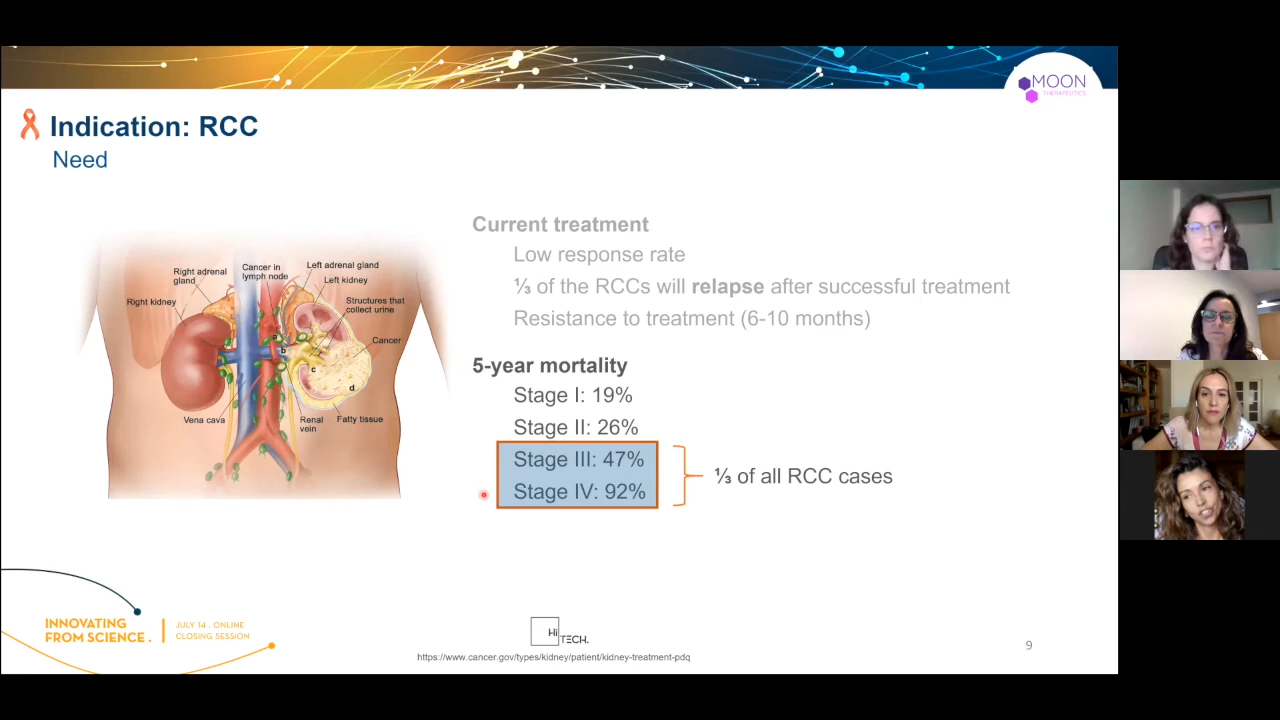 MOON
THERAPEUTICS
Indication: RCC
Need
Right adrenal
gland
Cancer in
lymph node
Left adrenal gland
Left kidney
Right kidney
Structures that
collect urine
Cancer
a
b
c
d
Vena cava
Renal
vein
Fatty tissue
Current treatment
Low response rate
⅓ of the RCCs will relapse after successful treatment
Resistance to treatment (6-10 months)
5-year mortality
Stage I: 19%
Stage II: 26%
Stage III: 47%
Stage IV: 92%
⅓ of all RCC cases
INNOVATING
FROM SCIENCE.
JULY 14 . ONLINE
CLOSING SESSION
Hi
TECH.
https://www.cancer.gov/types/kidney/patient/kidney-treatment-pdq
9